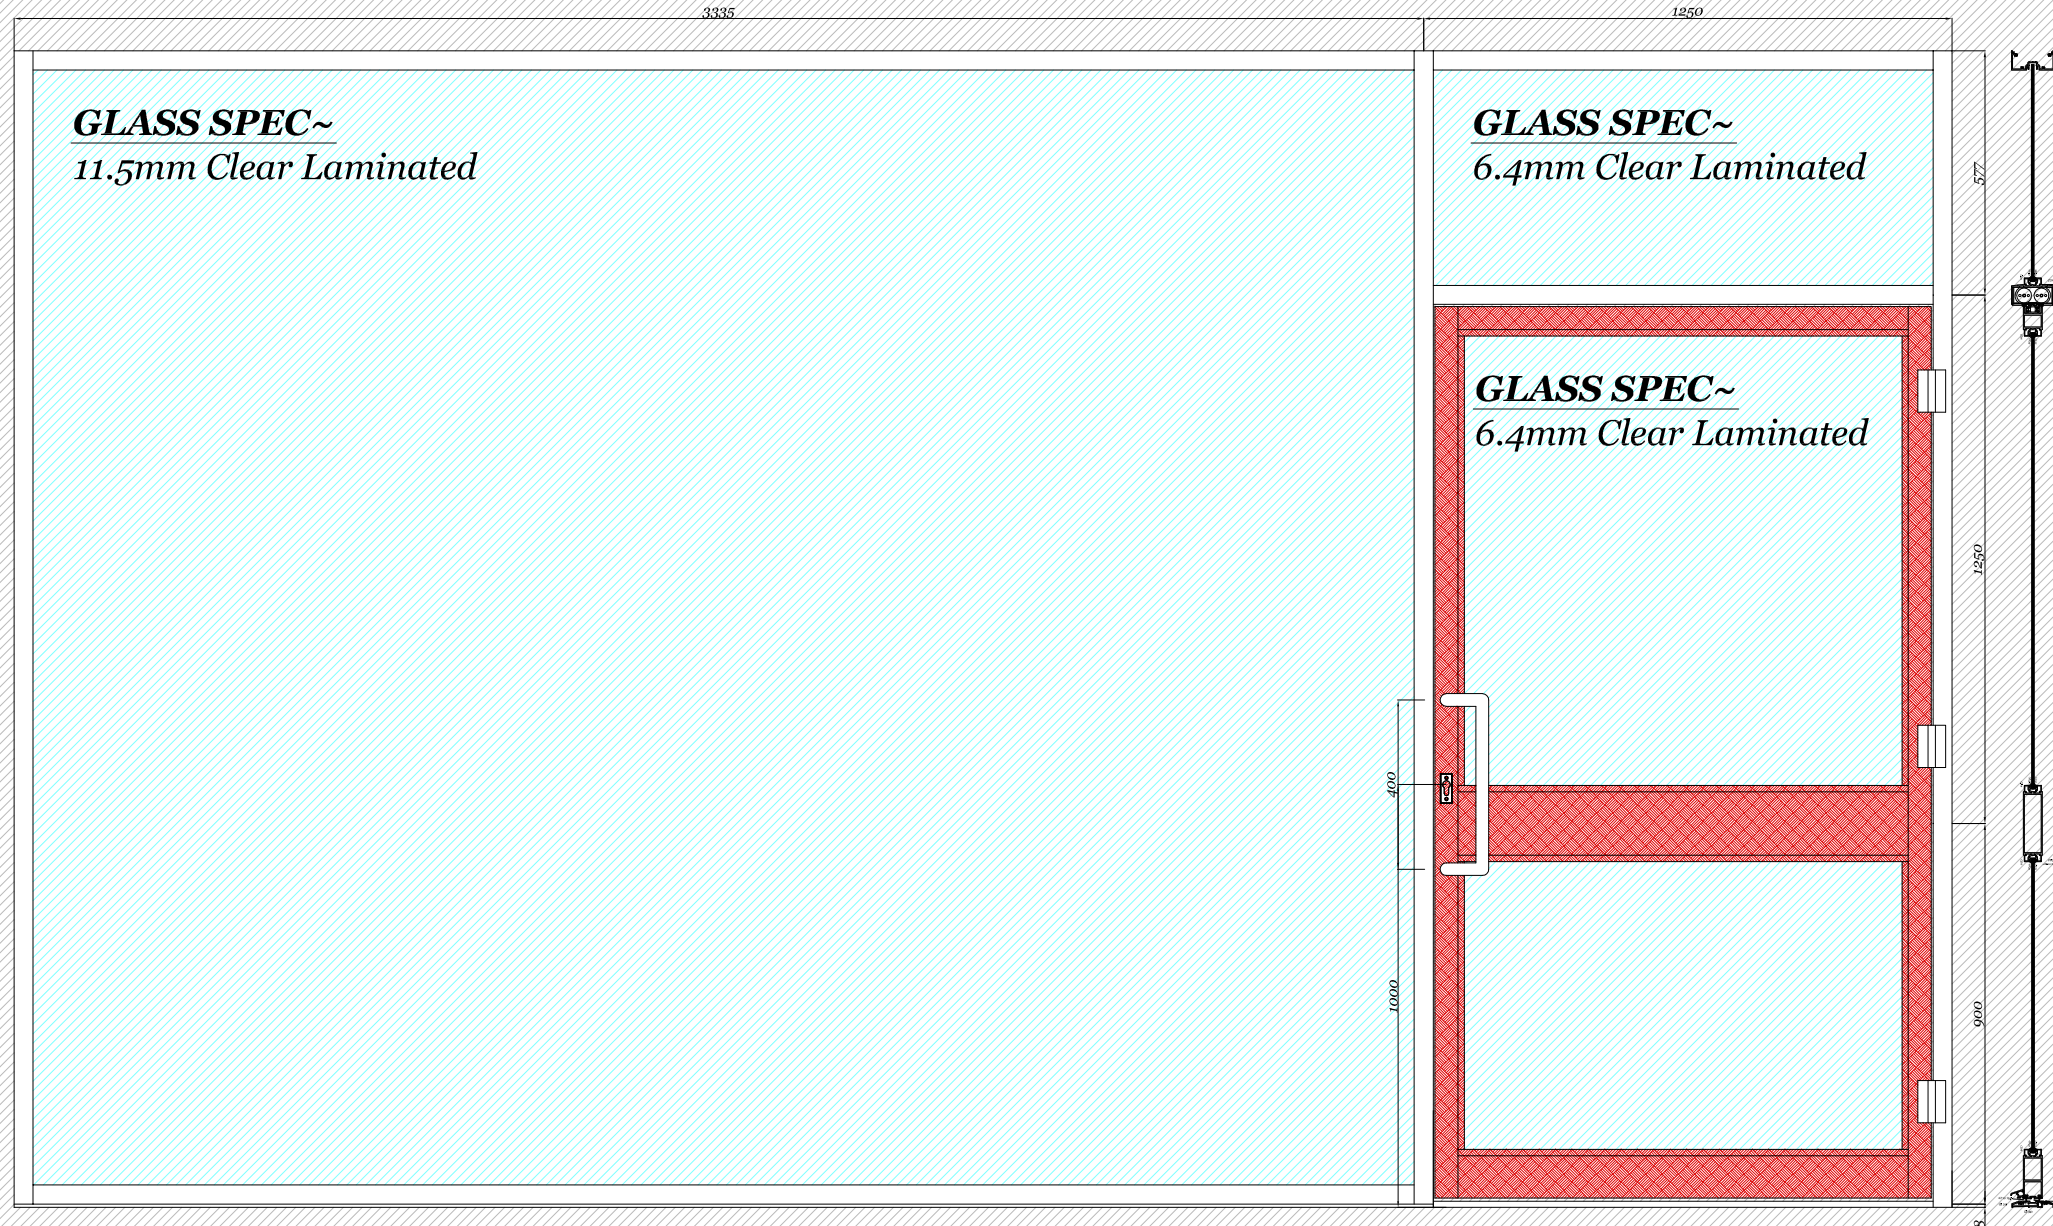 3335
1250
GLASS SPEC~
11.5mm Clear Laminated
GLASS SPEC~
6.4mm Clear Laminated
577
GLASS SPEC~
6.4mm Clear Laminated
1250
400
1000
900
8